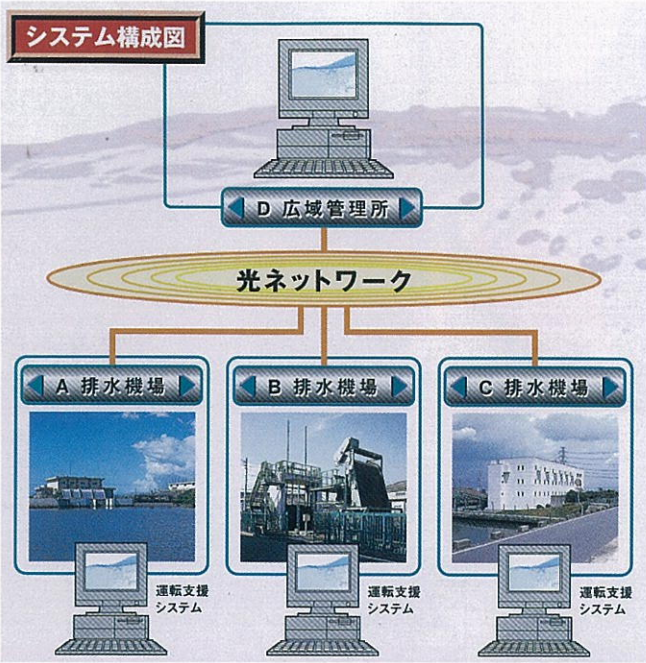 システム構成図
D 広域管理所
光ネットワーク
A 排水機場
B 排水機場
C 排水機場
運転支援
システム
運転支援
システム
運転支援
システム